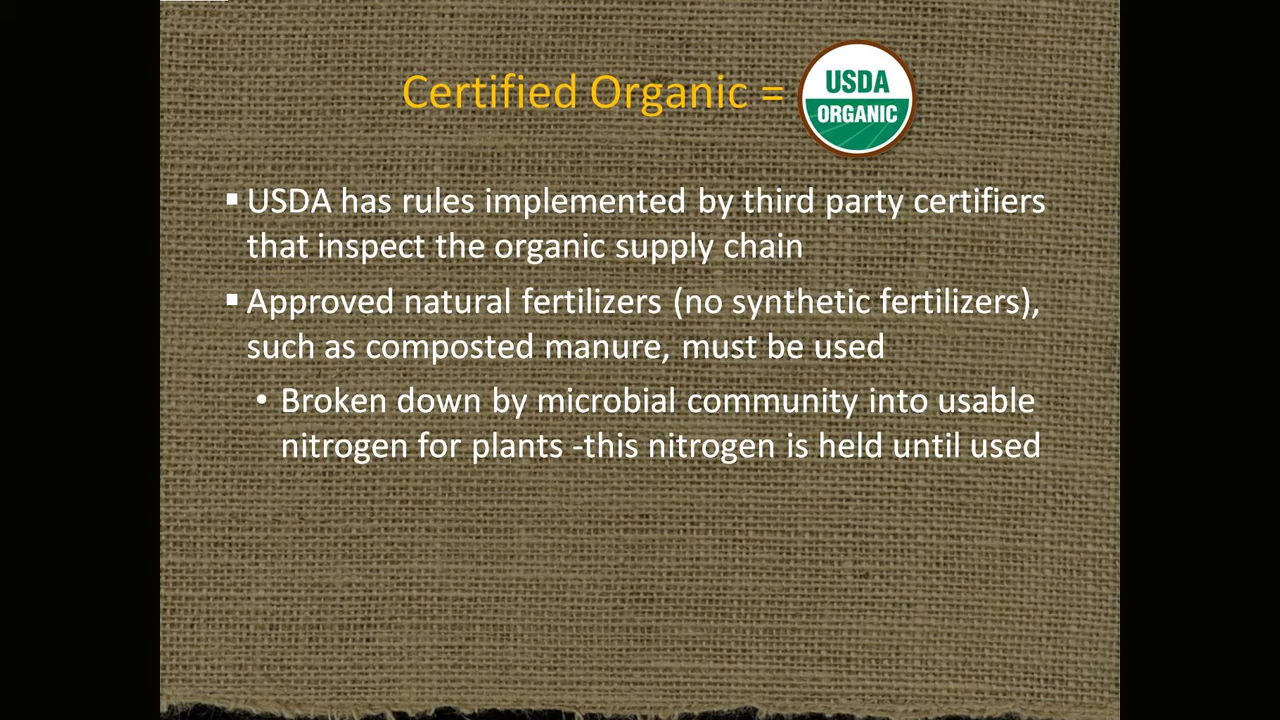 Certified Organic =
USDA
ORGANIC
▪ USDA has rules implemented by third party certifiers
that inspect the organic supply chain
▪ Approved natural fertilizers (no synthetic fertilizers),
such as composted manure, must be used
• Broken down by microbial community into usable
nitrogen for plants -this nitrogen is held until used